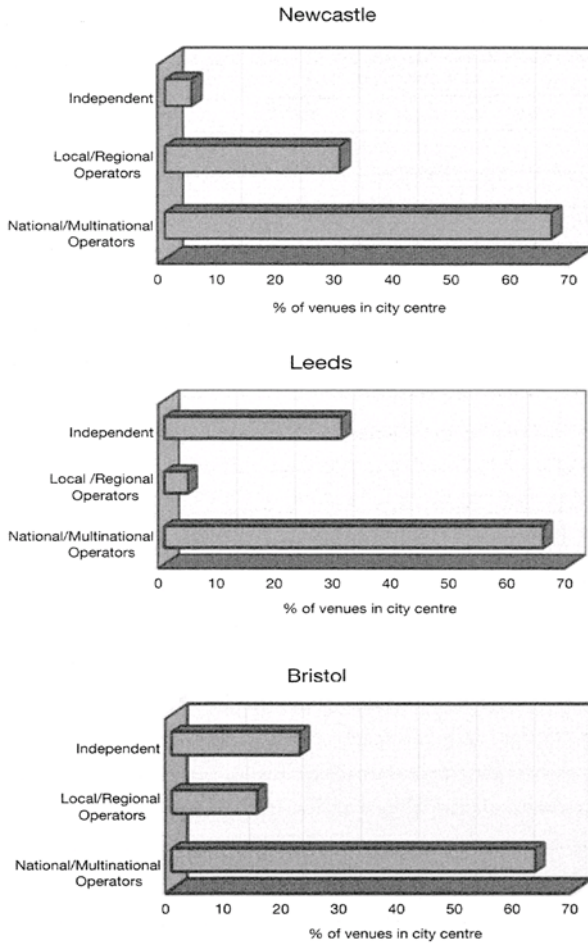 Newcastle
Independent
Local/Regional
Operators
National/Multinational
Operators
0 10 20 30 40 50 60 70
% of venues in city centre
Leeds
Independent
Local /Regional
Operators
National/Multinational
Operators
0 10 20 30 40 50 60 70
% of venues in city centre
Bristol
Independent
Local/Regional
Operators
National/Multinational
Operators
0 10 20 30 40 50 60 70
% of venues in city centre